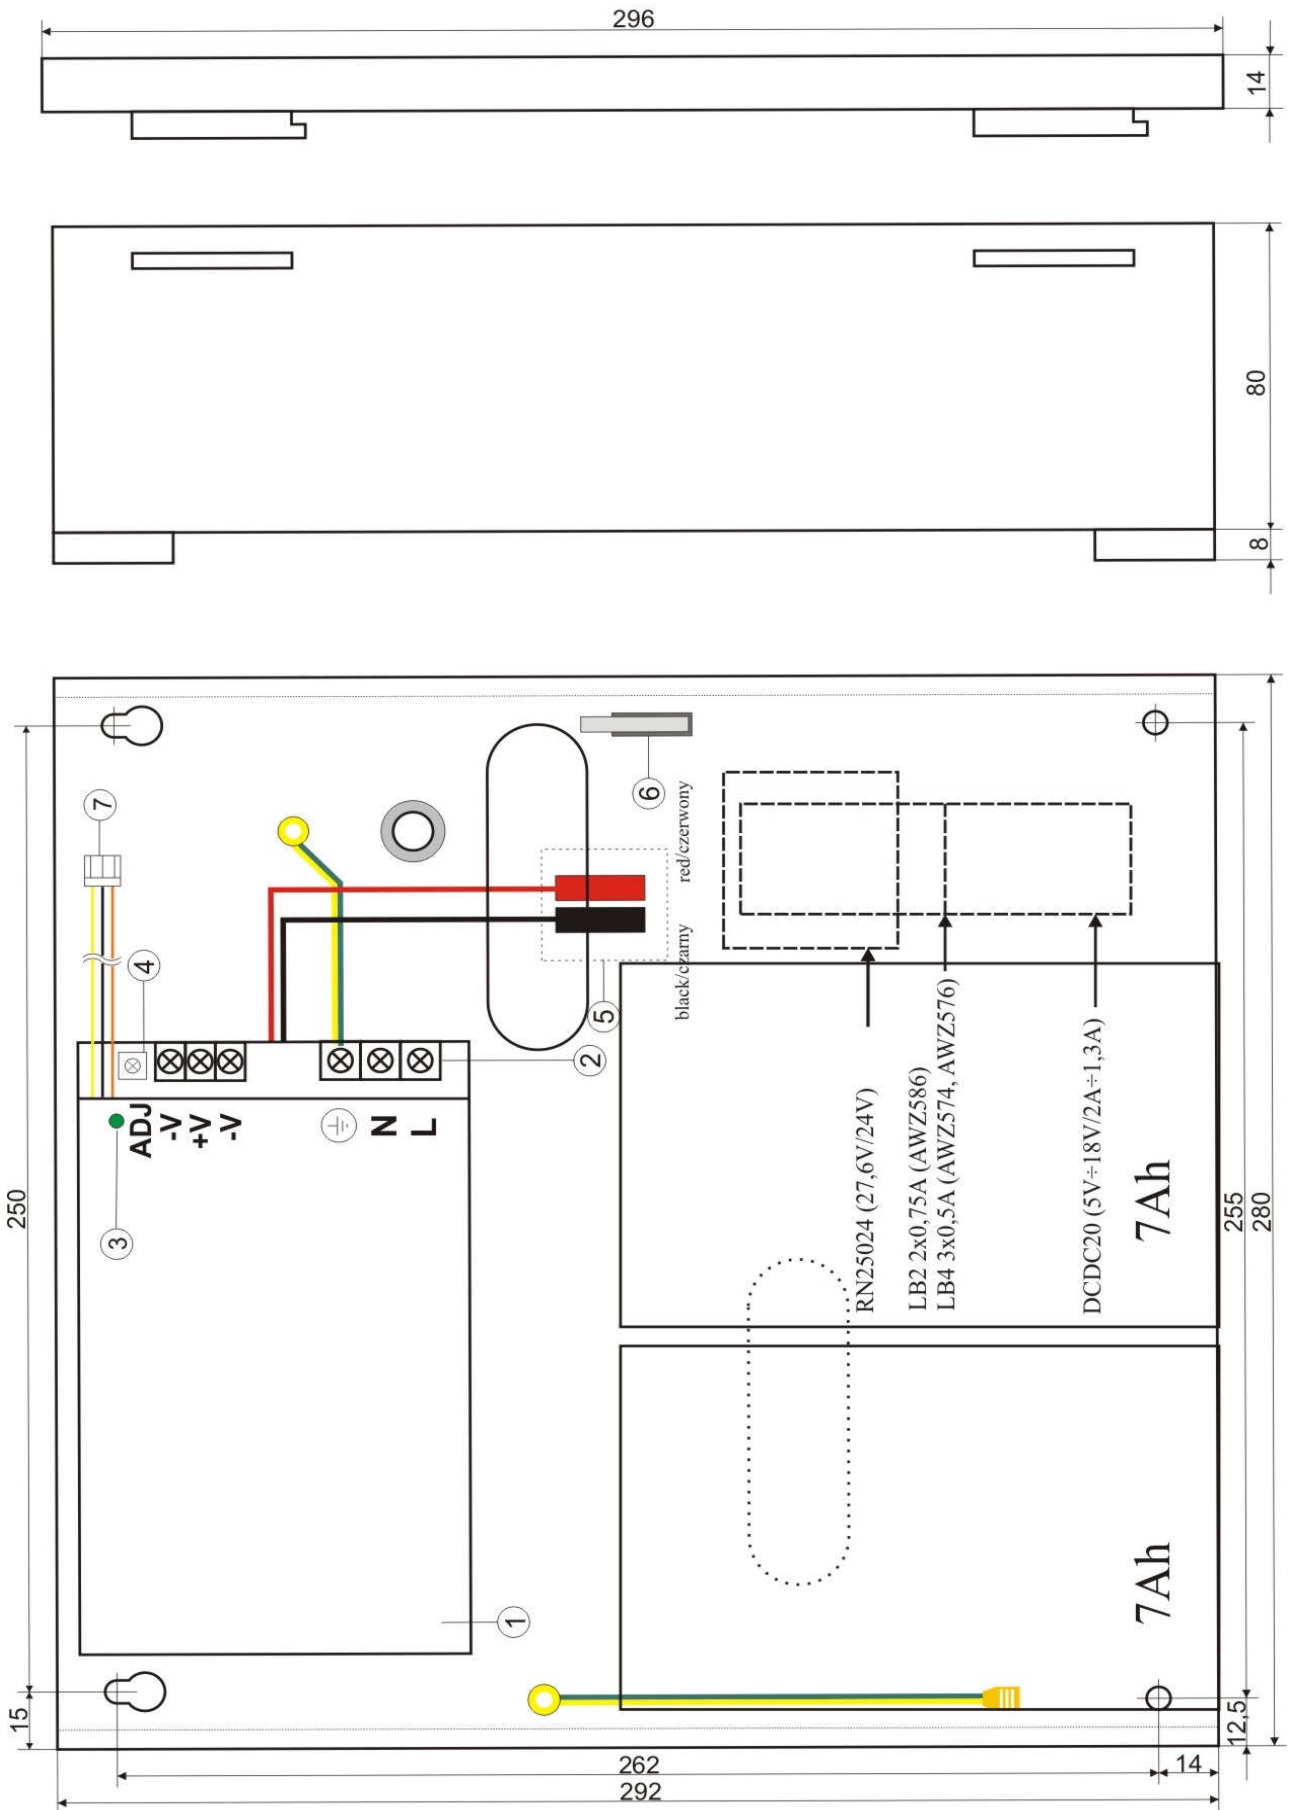 296
14
80
8
7
6
red/czerwony
black/czarny
4
5
2
ADJ
-V
+V
-V
N
L
3
1
RN25024 (27,6V/24V)
LB2 2x0,75A (AWZ586)
LB4 3x0,5A (AWZ574, AWZ576)
DCDC20 (5V÷18V/2A÷1,3A)
7Ah
7Ah
250
15
255
280
12,5
262
14
292